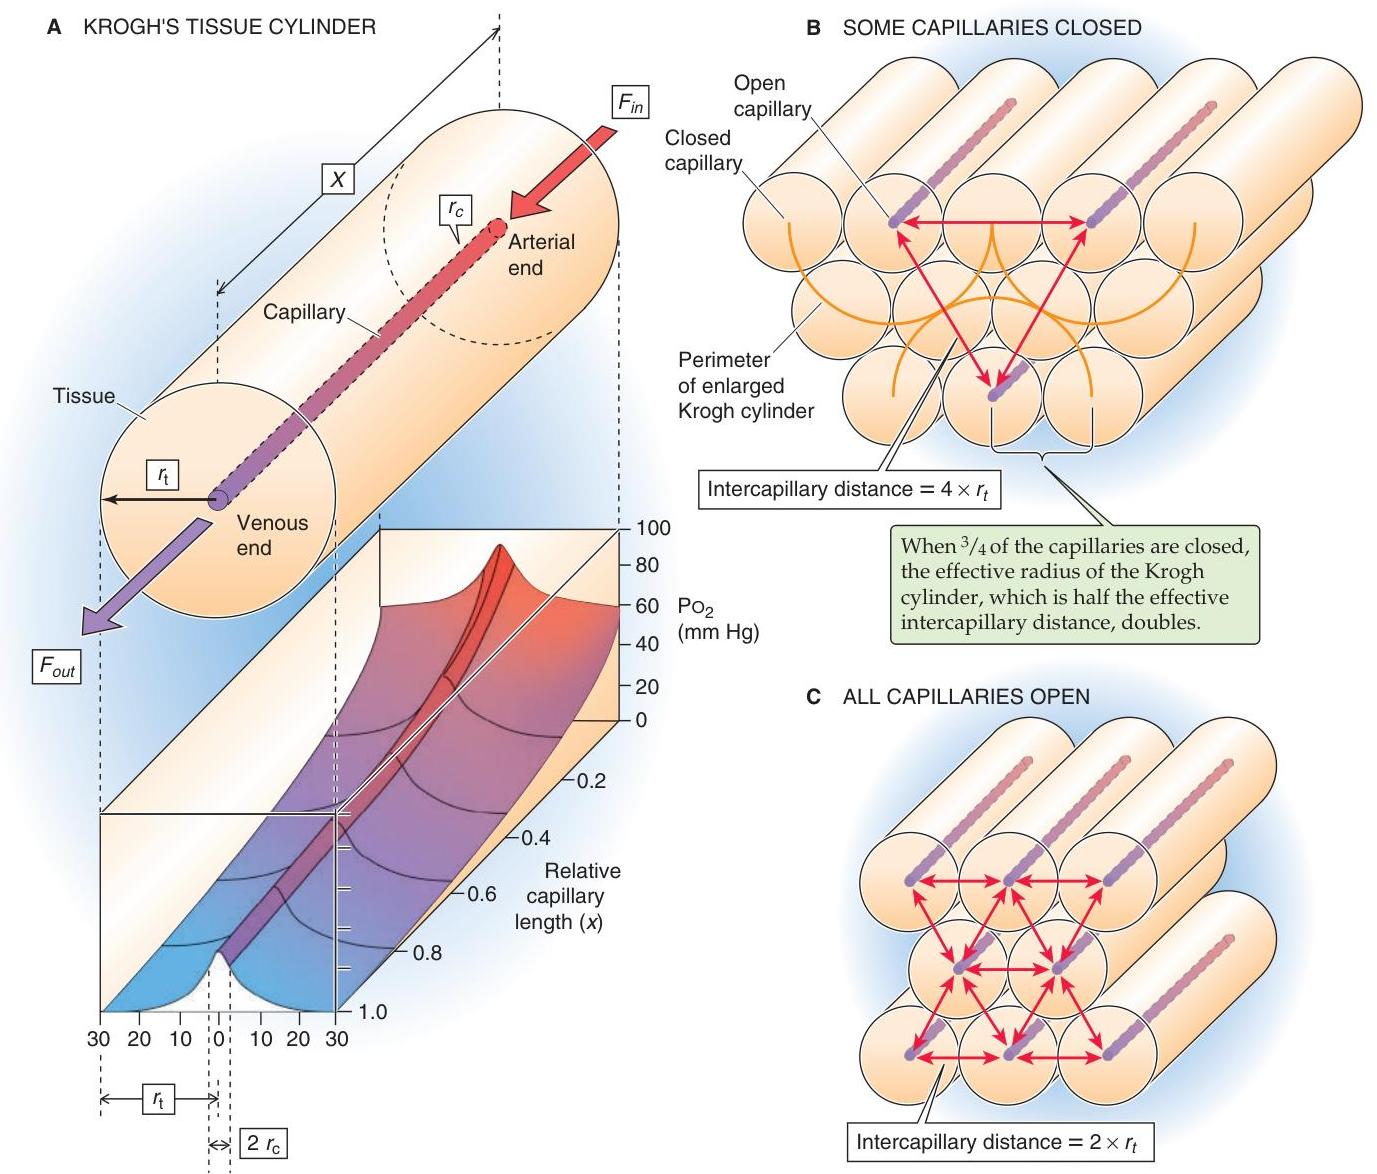 A KROGH'S TISSUE CYLINDER
X
F_in
r_c
Arterial
end
Capillary
Tissue
r_t
Venous
end
F_out
100
80
60
40
20
0
PO₂
(mm Hg)
0.2
0.4
0.6
0.8
1.0
Relative
capillary
length (x)
30 20 10 0 10 20 30
r_t
2 r_c
B SOME CAPILLARIES CLOSED
Open
capillary
Closed
capillary
Perimeter
of enlarged
Krogh cylinder
Intercapillary distance = 4 × r_t
When 3/4 of the capillaries are closed,
the effective radius of the Krogh
cylinder, which is half the effective
intercapillary distance, doubles.
C ALL CAPILLARIES OPEN
Intercapillary distance = 2 × r_t